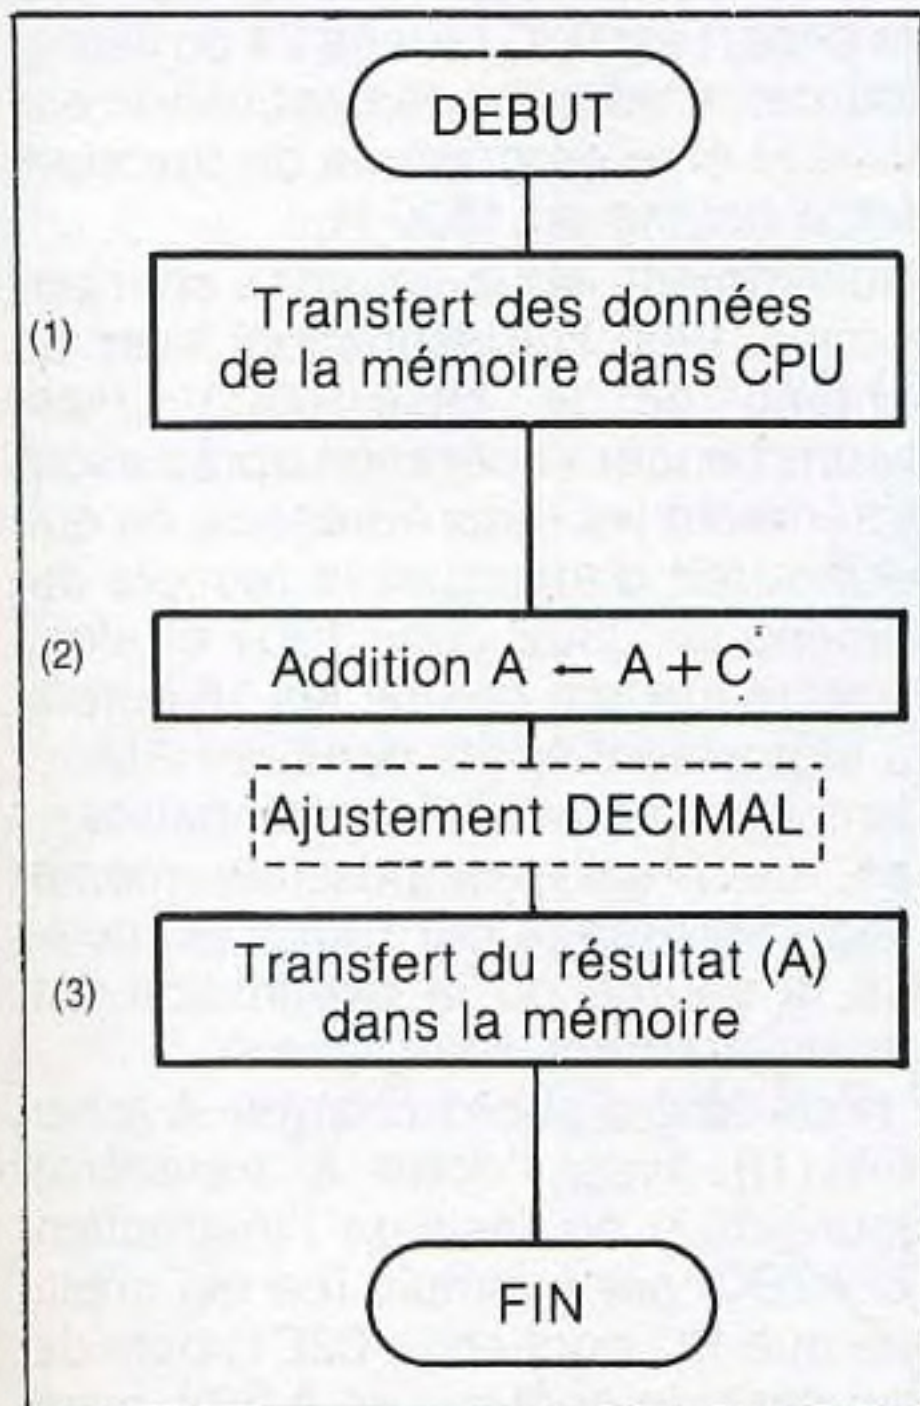 DEBUT
(1)
Transfert des données
de la mémoire dans CPU
(2)
Addition A ← A + C
Ajustement DECIMAL
(3)
Transfert du résultat (A)
dans la mémoire
FIN